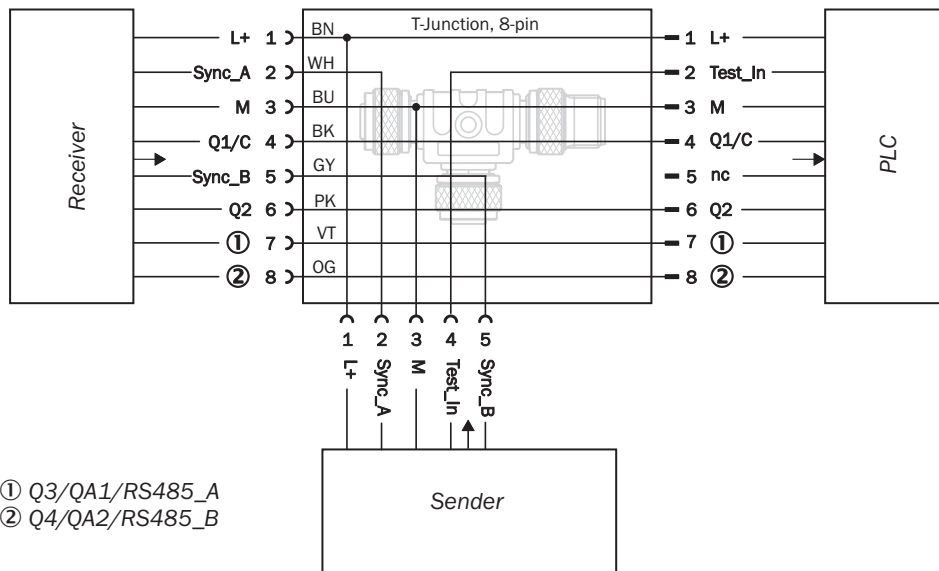 T-Junction, 8-pin
Receiver
PLC
L+ 1 BN 1 L+
Sync_A 2 WH 2 Test_In
M 3 BU 3 M
Q1/C 4 BK 4 Q1/C
Sync_B 5 GY 5 nc
Q2 6 PK 6 Q2
① 7 VT 7 ①
② 8 OG 8 ②
1 2 3 4 5
L+ Sync_A M Test_In Sync_B
Sender
① Q3/QA1/RS485_A
② Q4/QA2/RS485_B